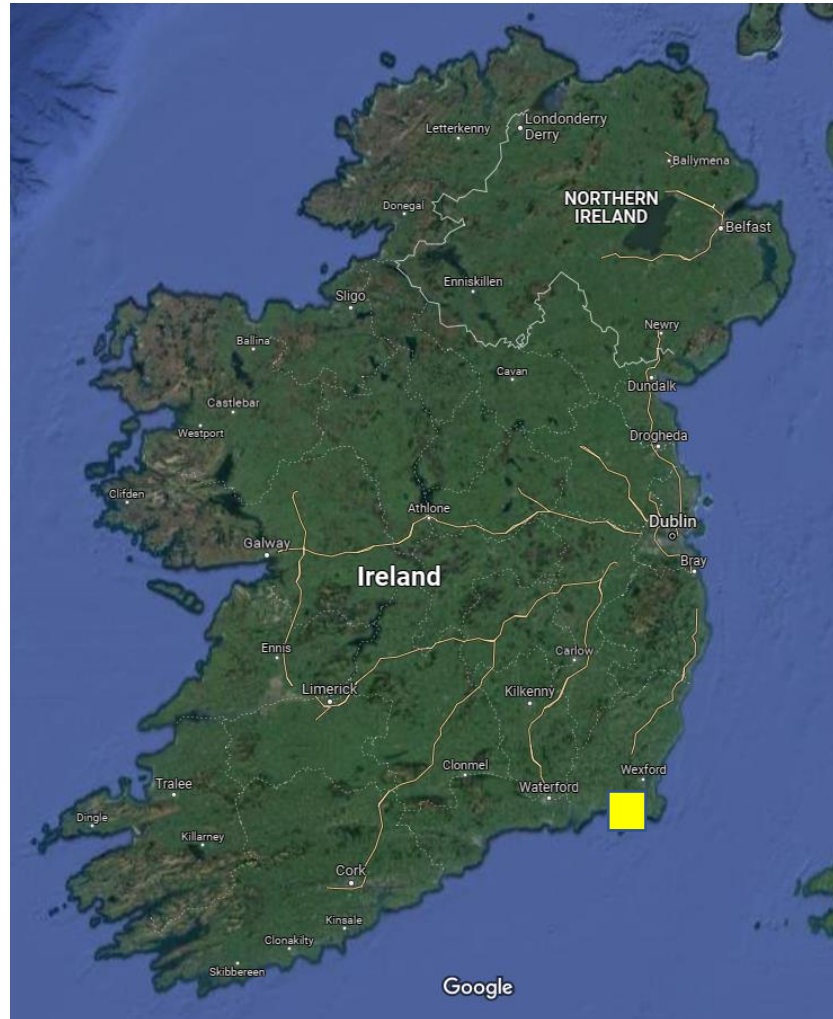 Londonderry
Derry
Letterkenny
Ballymena
NORTHERN
IRELAND
Donegal
Belfast
Enniskillen
Sligo
Newry
Ballina
Cavan
Dundalk
Castlebar
Westport
Drogheda
Clifden
Athlone
Dublin
Galway
Bray
Ireland
Ennis
Carlow
Limerick
Kilkenny
Clonmel
Wexford
Tralee
Waterford
Dingle
Killarney
Cork
Kinsale
Clonakilty
Skibbereen
Google